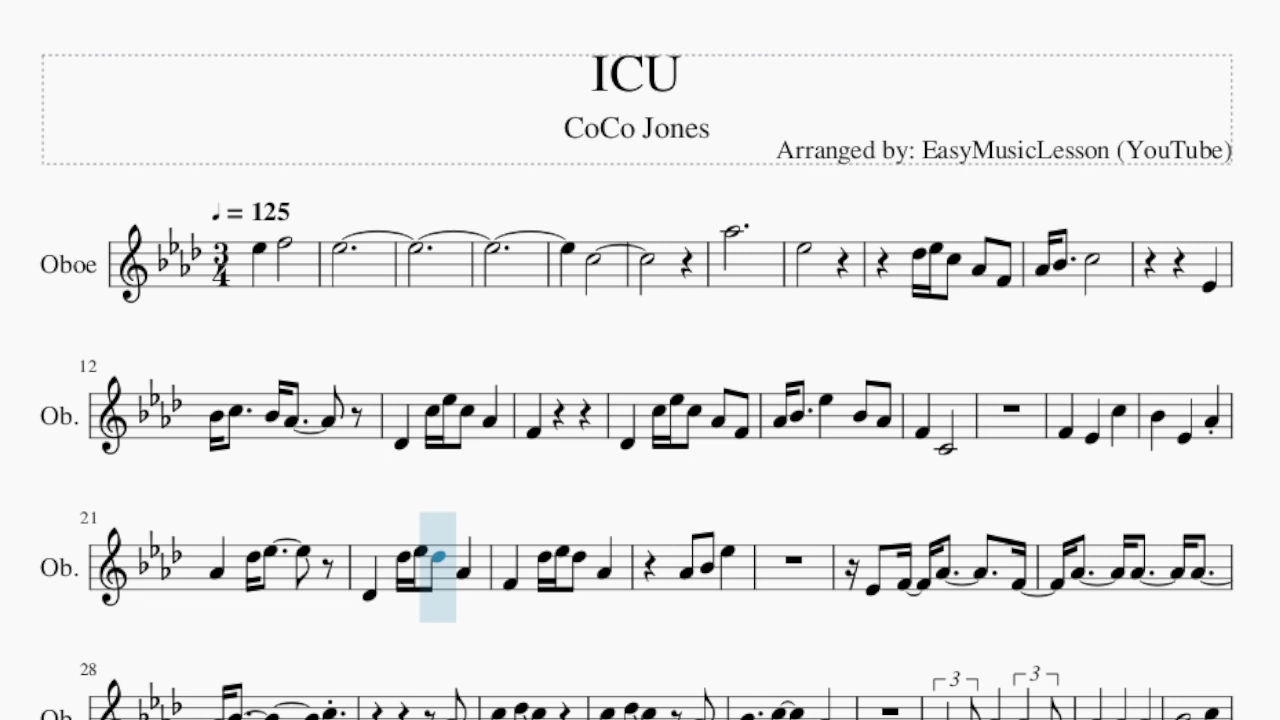 ICU
CoCo Jones
Arranged by: EasyMusicLesson (YouTube)
♩ = 125
Oboe
3
4
12
Ob.
21
Ob.
28
3
3
Ob.